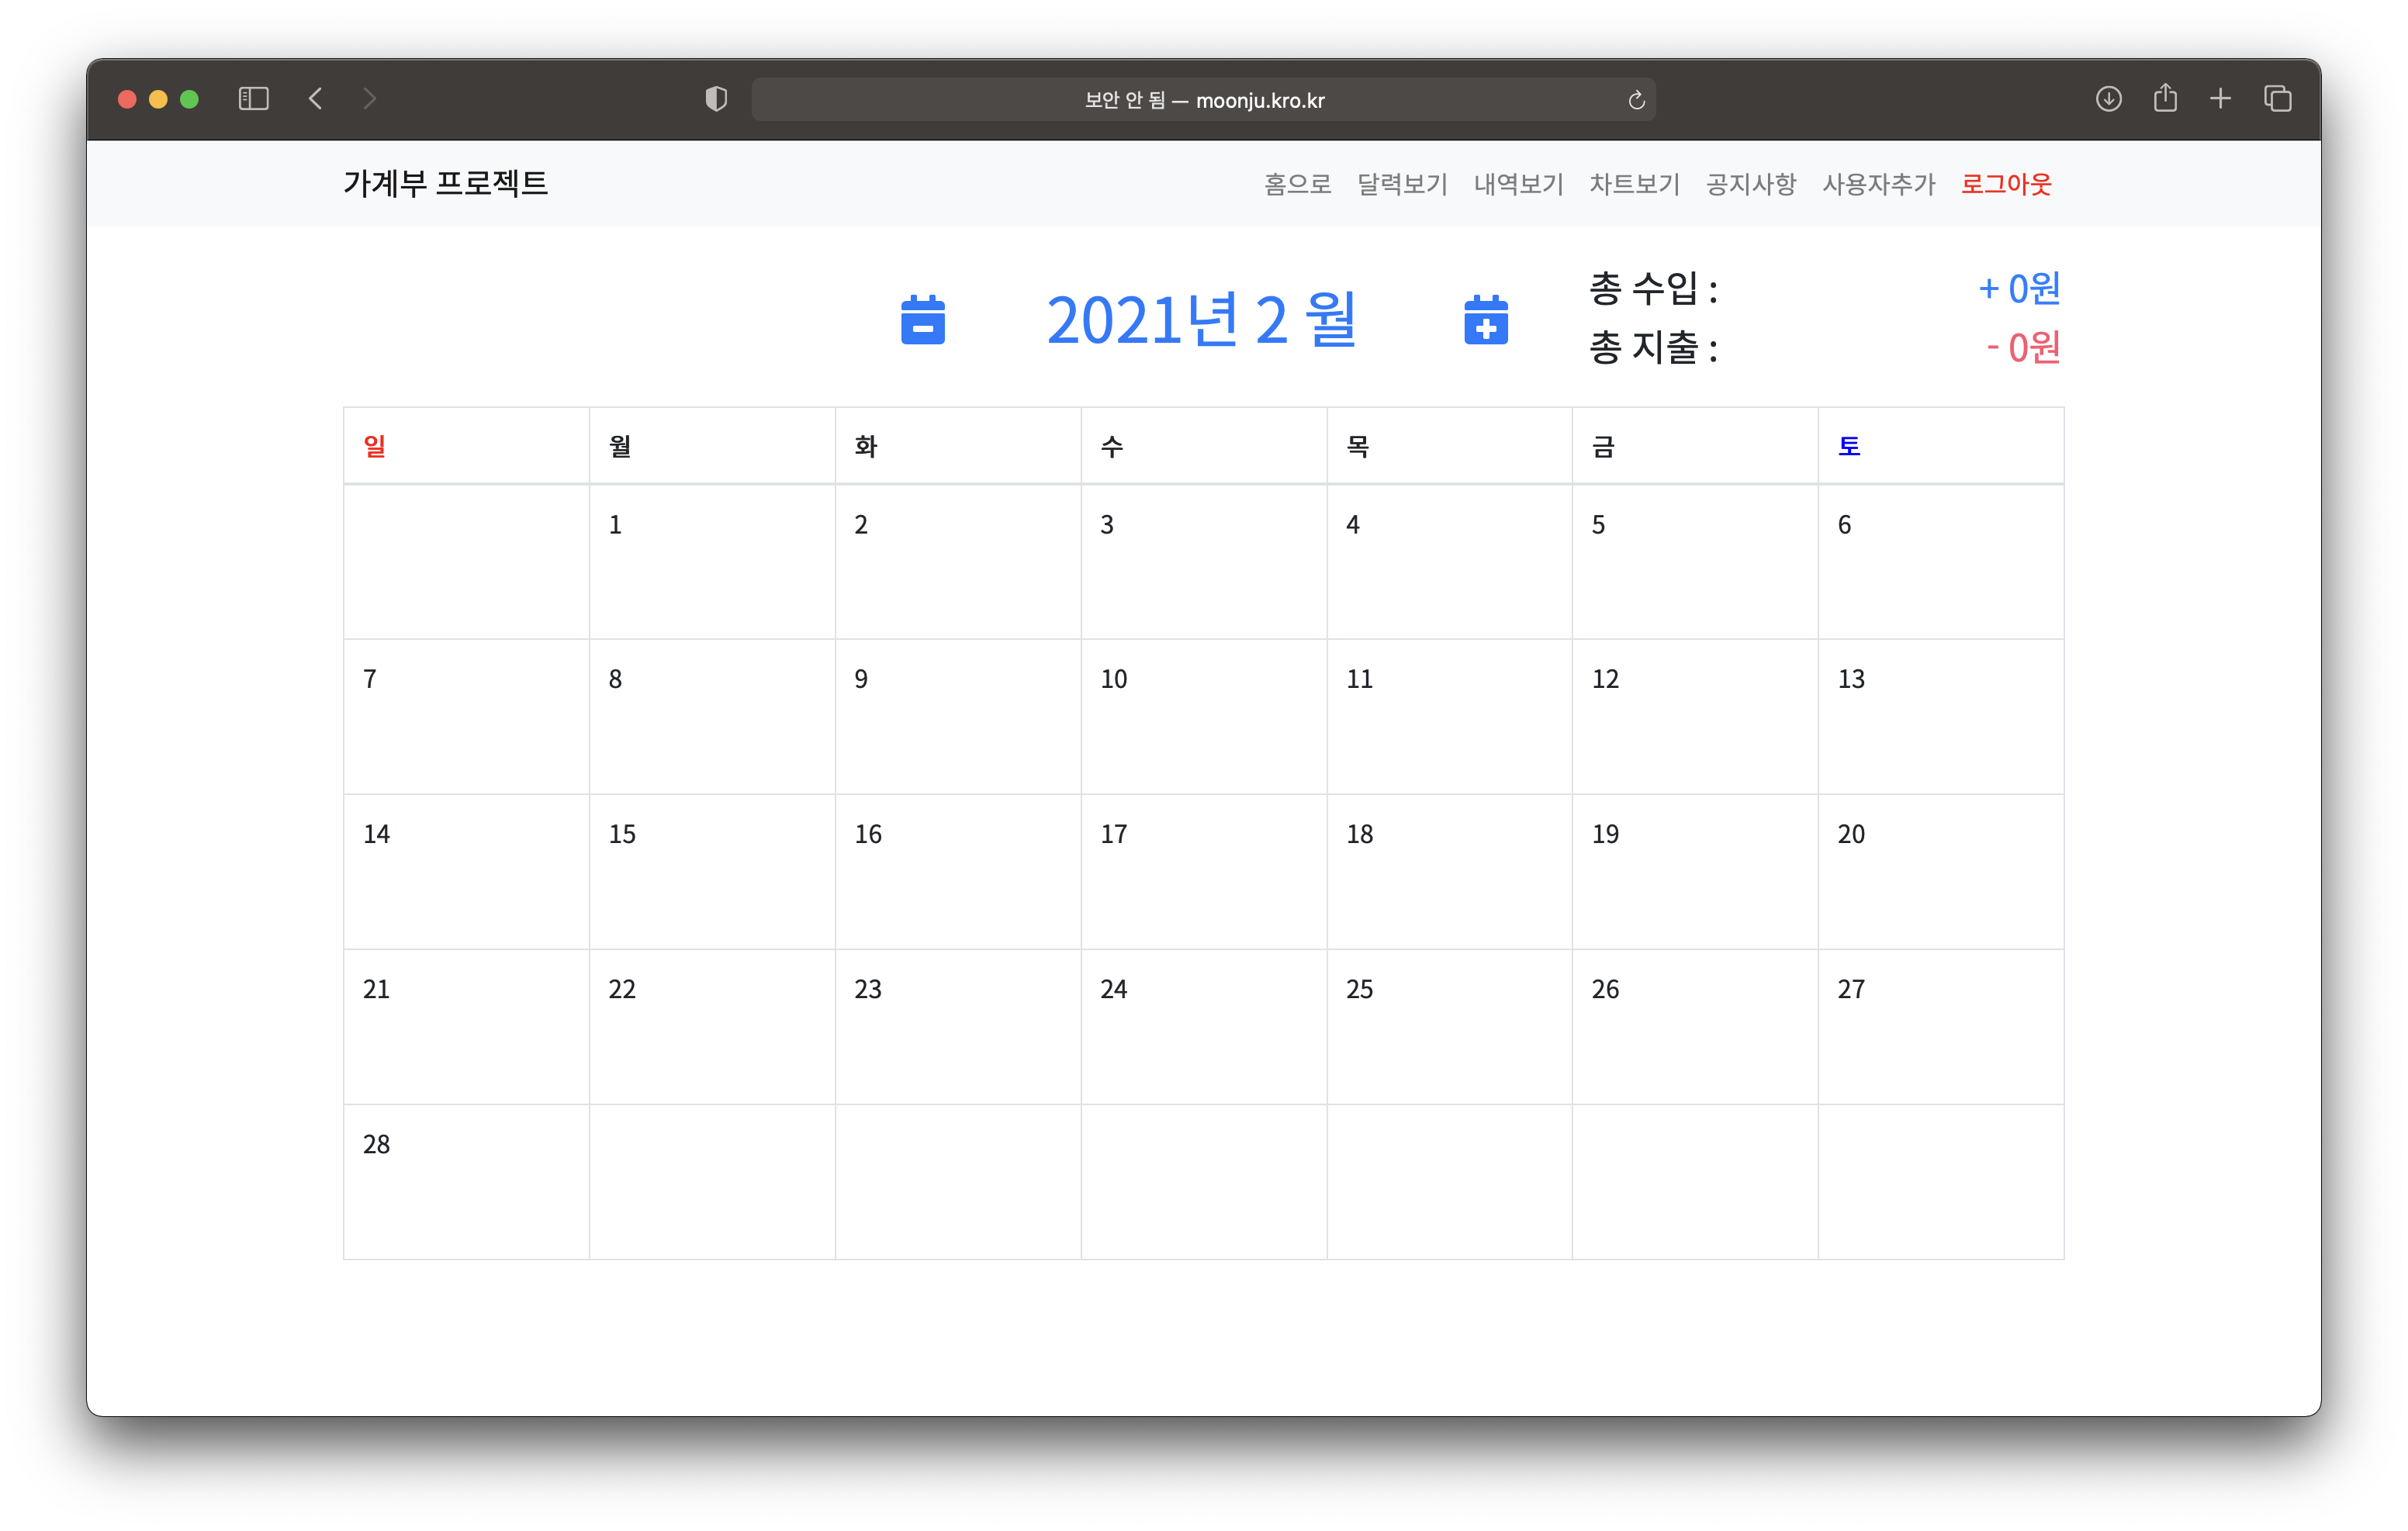 보안 안 됨 — moonju.kro.kr
가계부 프로젝트 홈으로 달력보기 내역보기 차트보기 공지사항 사용자추가 로그아웃
2021년 2 월
총 수입 : + 0원
총 지출 : - 0원
일 월 화 수 목 금 토
1 2 3 4 5 6
7 8 9 10 11 12 13
14 15 16 17 18 19 20
21 22 23 24 25 26 27
28